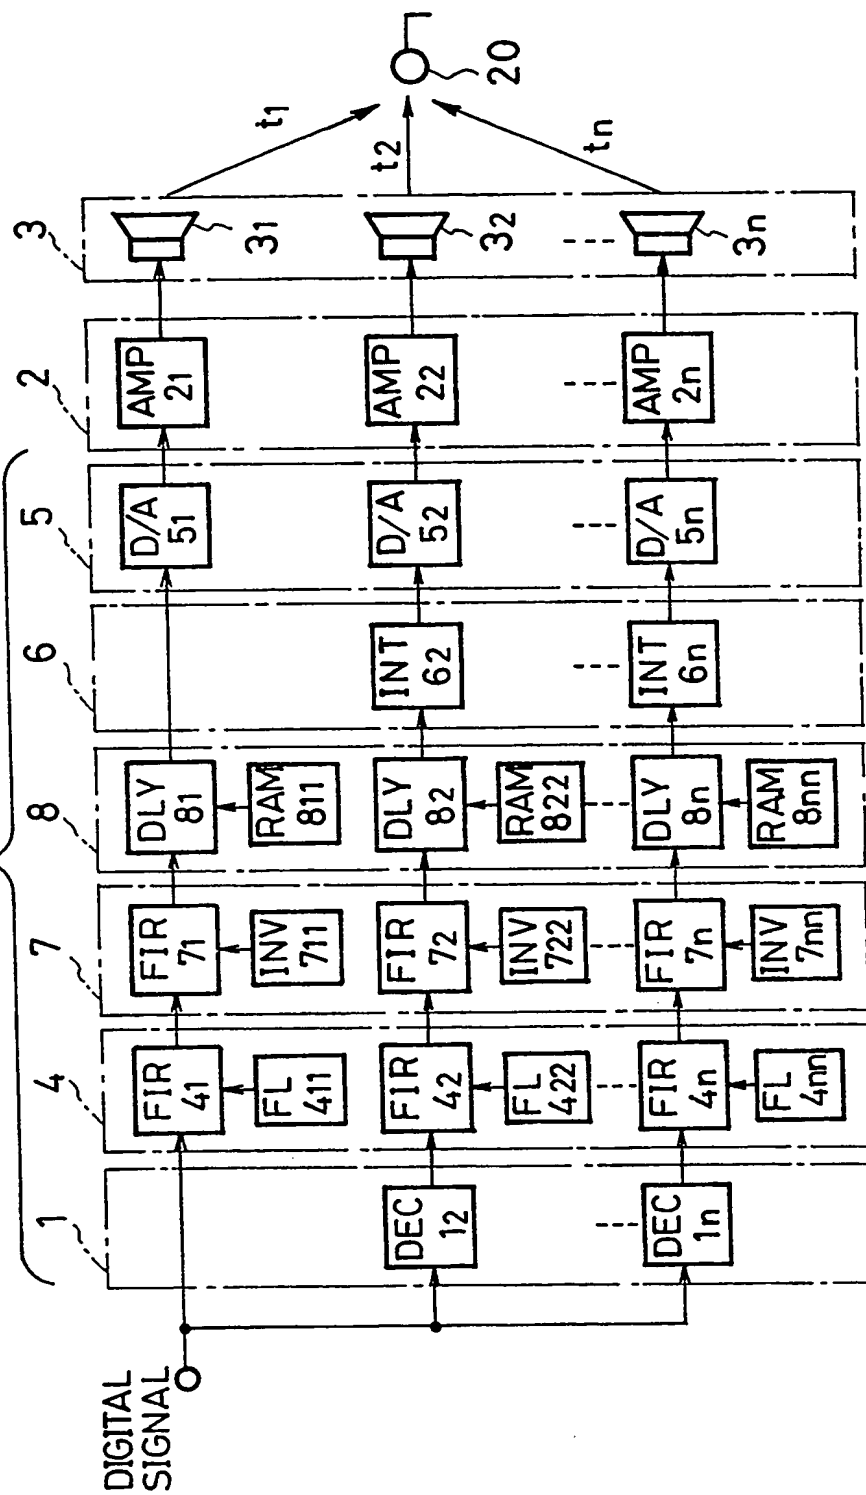 DIGITAL
SIGNAL
1
4
7
8
6
5
2
3
FIR
41
FL
411
FIR
71
INV
711
DLY
81
RAM
811
D/A
51
AMP
21
31
t1
DEC
12
FIR
42
FL
422
FIR
72
INV
722
DLY
82
RAM
822
INT
62
D/A
52
AMP
22
32
t2
20
DEC
1n
FIR
4n
FL
4nn
FIR
7n
INV
7nn
DLY
8n
RAM
8nn
INT
6n
D/A
5n
AMP
2n
3n
tn